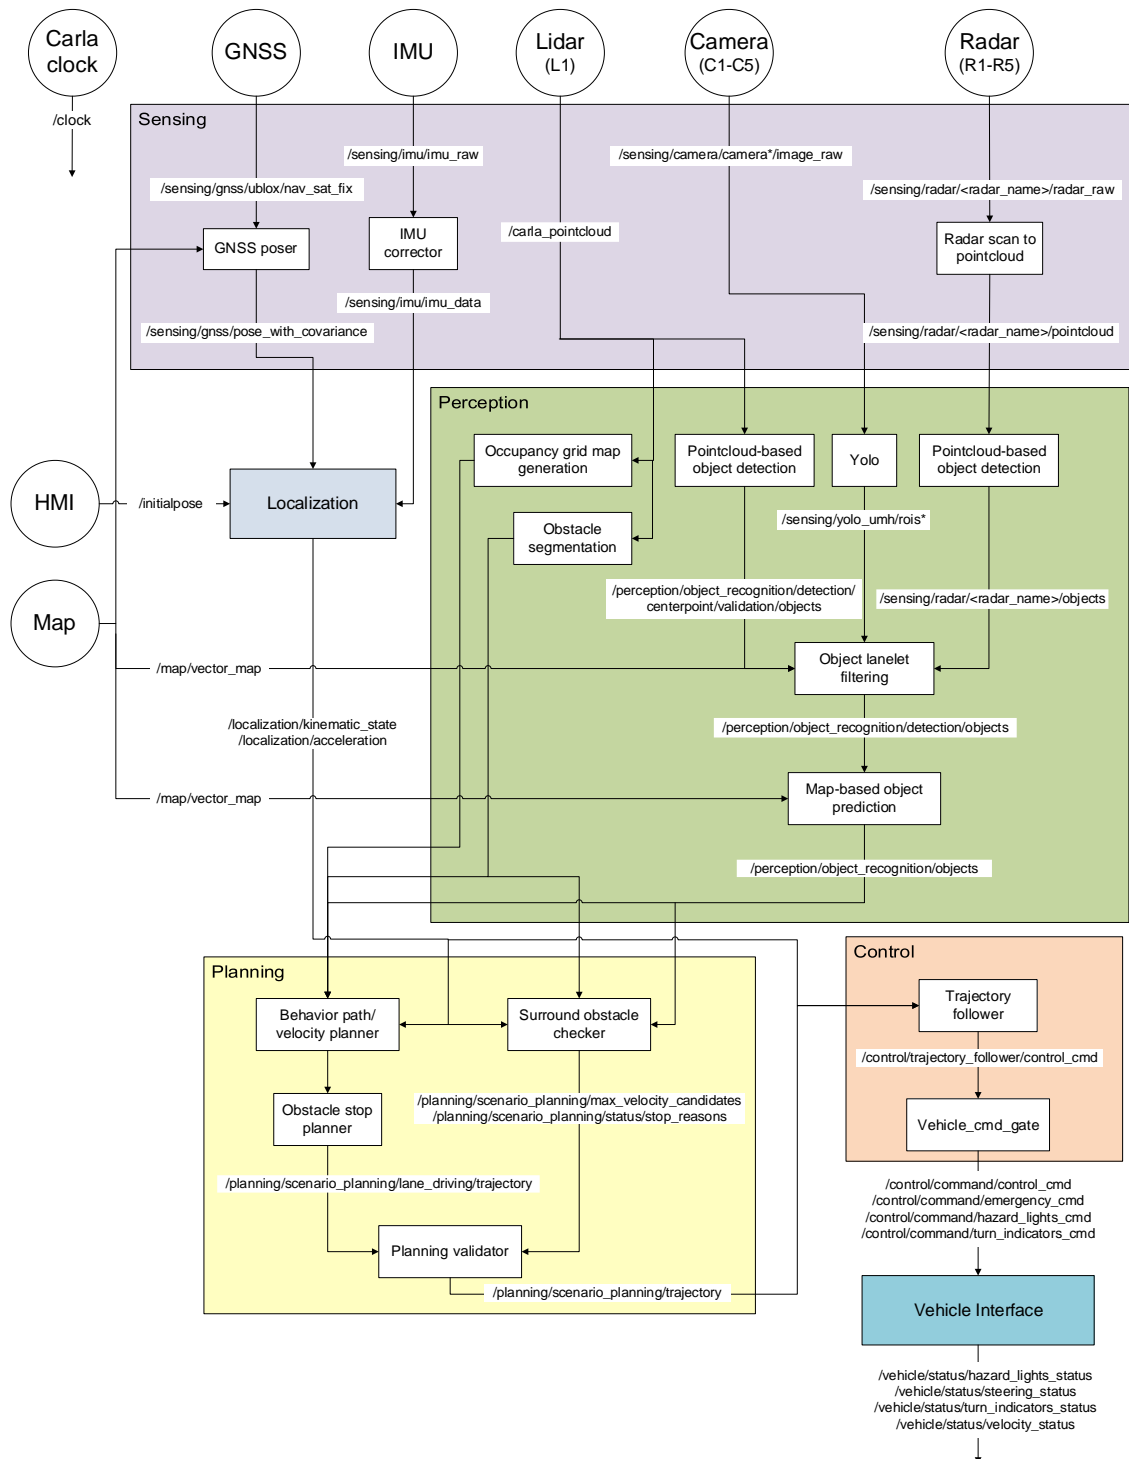 Carla
clock
GNSS
IMU
Lidar
(L1)
Camera
(C1-C5)
Radar
(R1-R5)
/clock
Sensing
/sensing/imu/imu_raw
/sensing/camera/camera*/image_raw
/sensing/gnss/ublox/nav_sat_fix
/sensing/radar/<radar_name>/radar_raw
/carla_pointcloud
GNSS poser
IMU
corrector
Radar scan to
pointcloud
/sensing/imu/imu_data
/sensing/gnss/pose_with_covariance
/sensing/radar/<radar_name>/pointcloud
Perception
Occupancy grid map
generation
Pointcloud-based
object detection
Yolo
Pointcloud-based
object detection
HMI
/initialpose
Localization
/sensing/yolo_umh/rois*
Obstacle
segmentation
/perception/object_recognition/detection/
centerpoint/validation/objects
/sensing/radar/<radar_name>/objects
Map
/map/vector_map
Object lanelet
filtering
/localization/kinematic_state
/localization/acceleration
/perception/object_recognition/detection/objects
/map/vector_map
Map-based object
prediction
/perception/object_recognition/objects
Planning
Control
Behavior path/
velocity planner
Surround obstacle
checker
Trajectory
follower
/control/trajectory_follower/control_cmd
/planning/scenario_planning/max_velocity_candidates
/planning/scenario_planning/status/stop_reasons
Obstacle stop
planner
Vehicle_cmd_gate
/planning/scenario_planning/lane_driving/trajectory
/control/command/control_cmd
/control/command/emergency_cmd
/control/command/hazard_lights_cmd
/control/command/turn_indicators_cmd
Planning validator
/planning/scenario_planning/trajectory
Vehicle Interface
/vehicle/status/hazard_lights_status
/vehicle/status/steering_status
/vehicle/status/turn_indicators_status
/vehicle/status/velocity_status